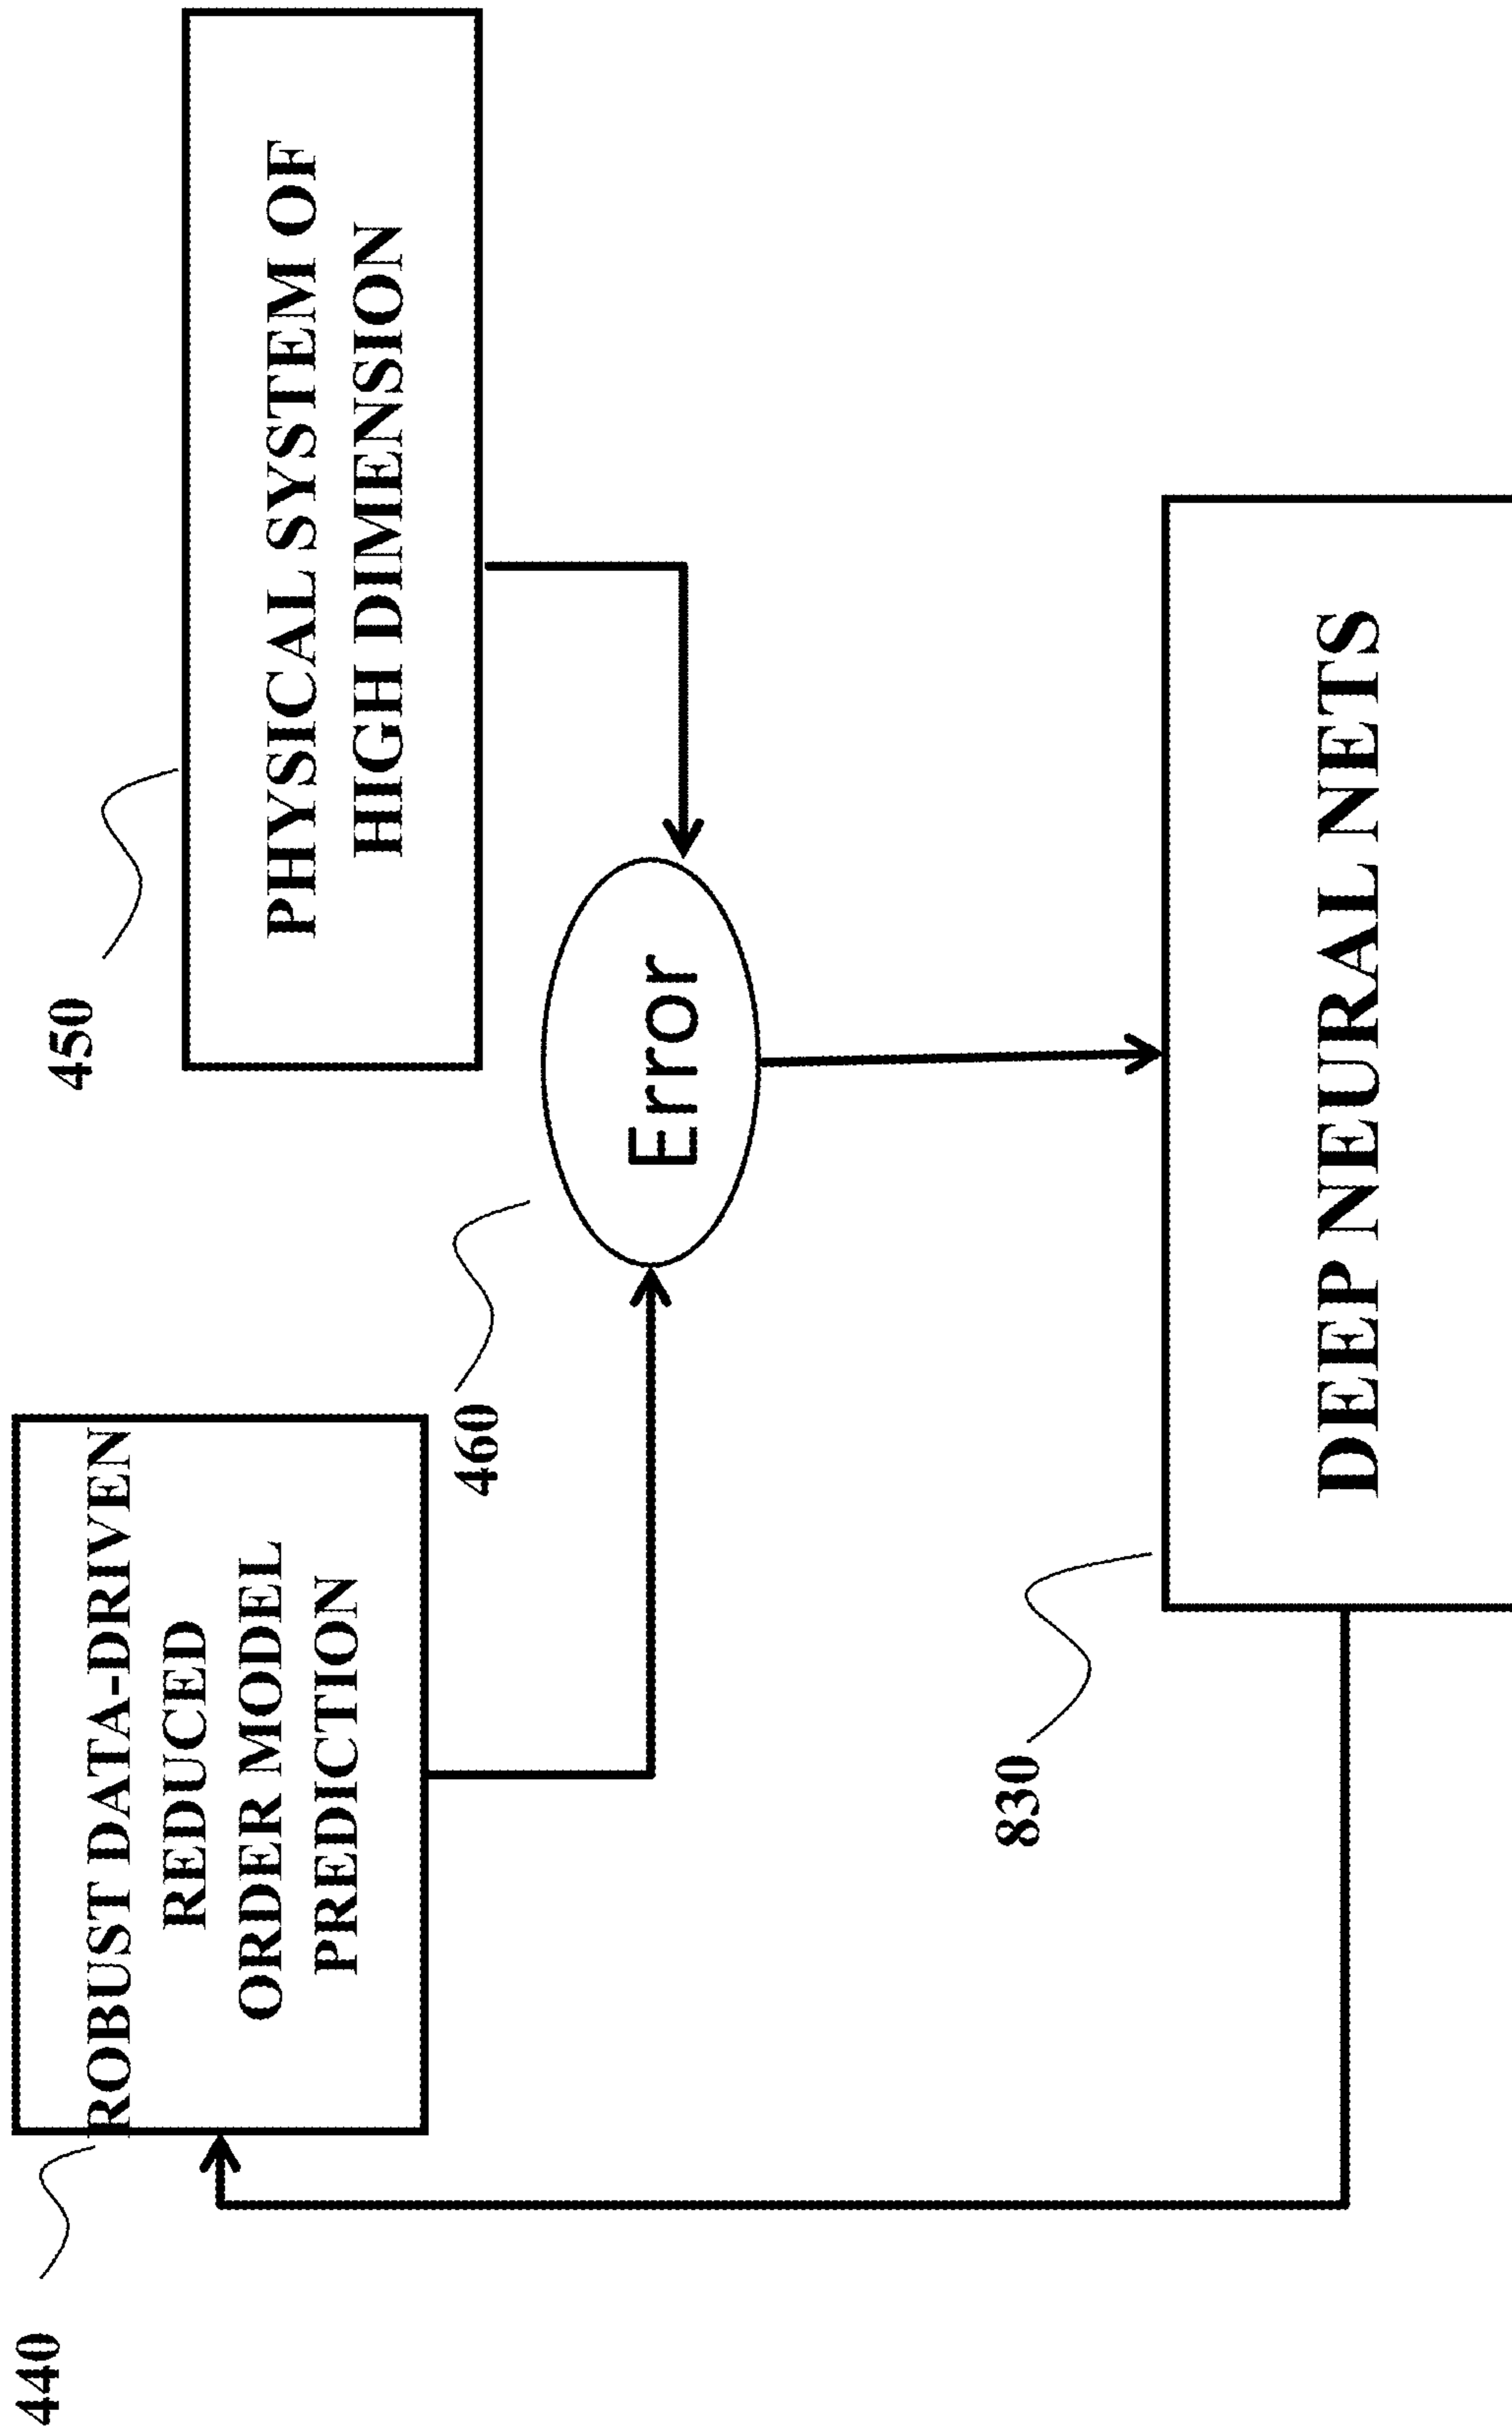 440
ROBUST DATA-DRIVEN
REDUCED
ORDER MODEL
PREDICTION
450
PHYSICAL SYSTEM OF
HIGH DIMENSION
460
Error
830
DEEP NEURAL NETS